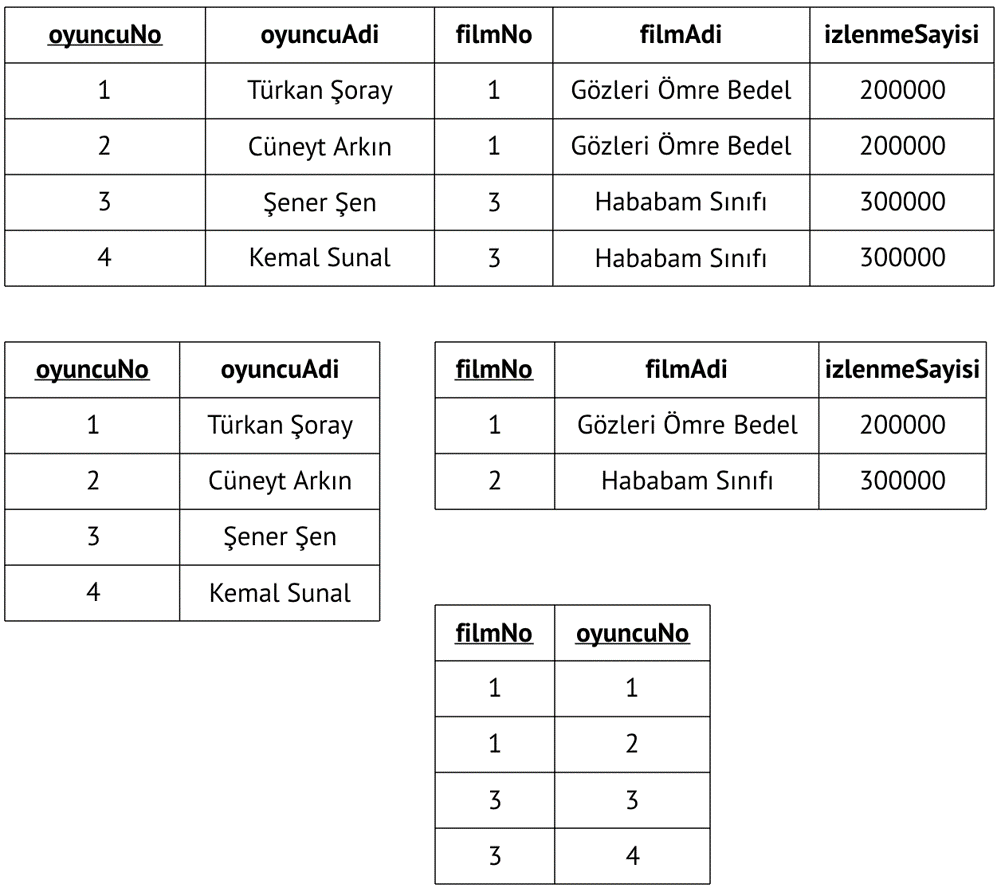 oyuncuNo oyuncuAdi filmNo filmAdi izlenmeSayisi
1 Türkan Şoray 1 Gözleri Ömre Bedel 200000
2 Cüneyt Arkın 1 Gözleri Ömre Bedel 200000
3 Şener Şen 3 Hababam Sınıfı 300000
4 Kemal Sunal 3 Hababam Sınıfı 300000
oyuncuNo oyuncuAdi
1 Türkan Şoray
2 Cüneyt Arkın
3 Şener Şen
4 Kemal Sunal
filmNo filmAdi izlenmeSayisi
1 Gözleri Ömre Bedel 200000
2 Hababam Sınıfı 300000
filmNo oyuncuNo
1 1
1 2
3 3
3 4